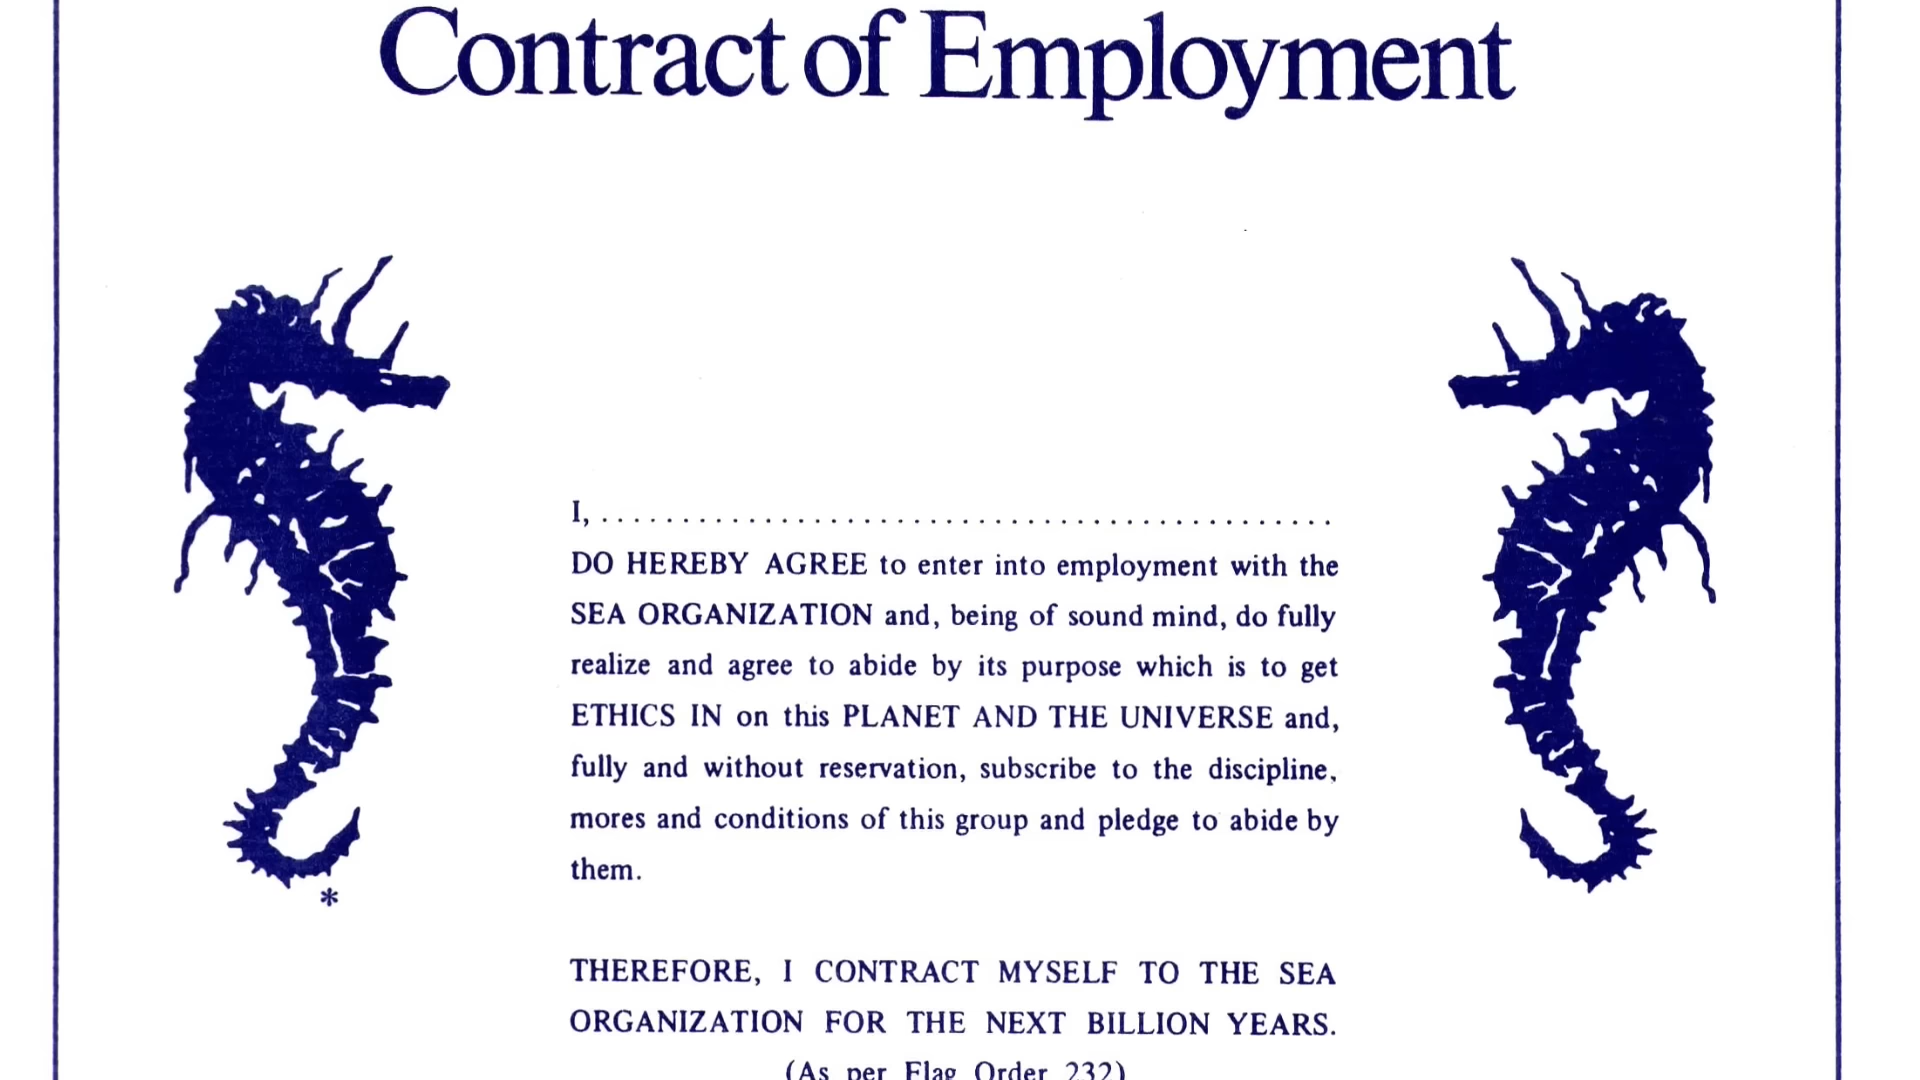 Contract of Employment
I, ............................................
DO HEREBY AGREE to enter into employment with the
SEA ORGANIZATION and, being of sound mind, do fully
realize and agree to abide by its purpose which is to get
ETHICS IN on this PLANET AND THE UNIVERSE and,
fully and without reservation, subscribe to the discipline,
mores and conditions of this group and pledge to abide by
them.
*
THEREFORE, I CONTRACT MYSELF TO THE SEA
ORGANIZATION FOR THE NEXT BILLION YEARS.
(As per Flag Order 232)